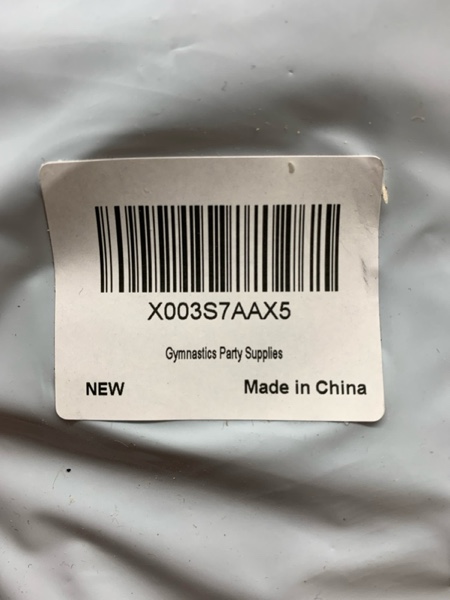 X003S7AAX5
Gymnastics Party Supplies
NEW Made in China